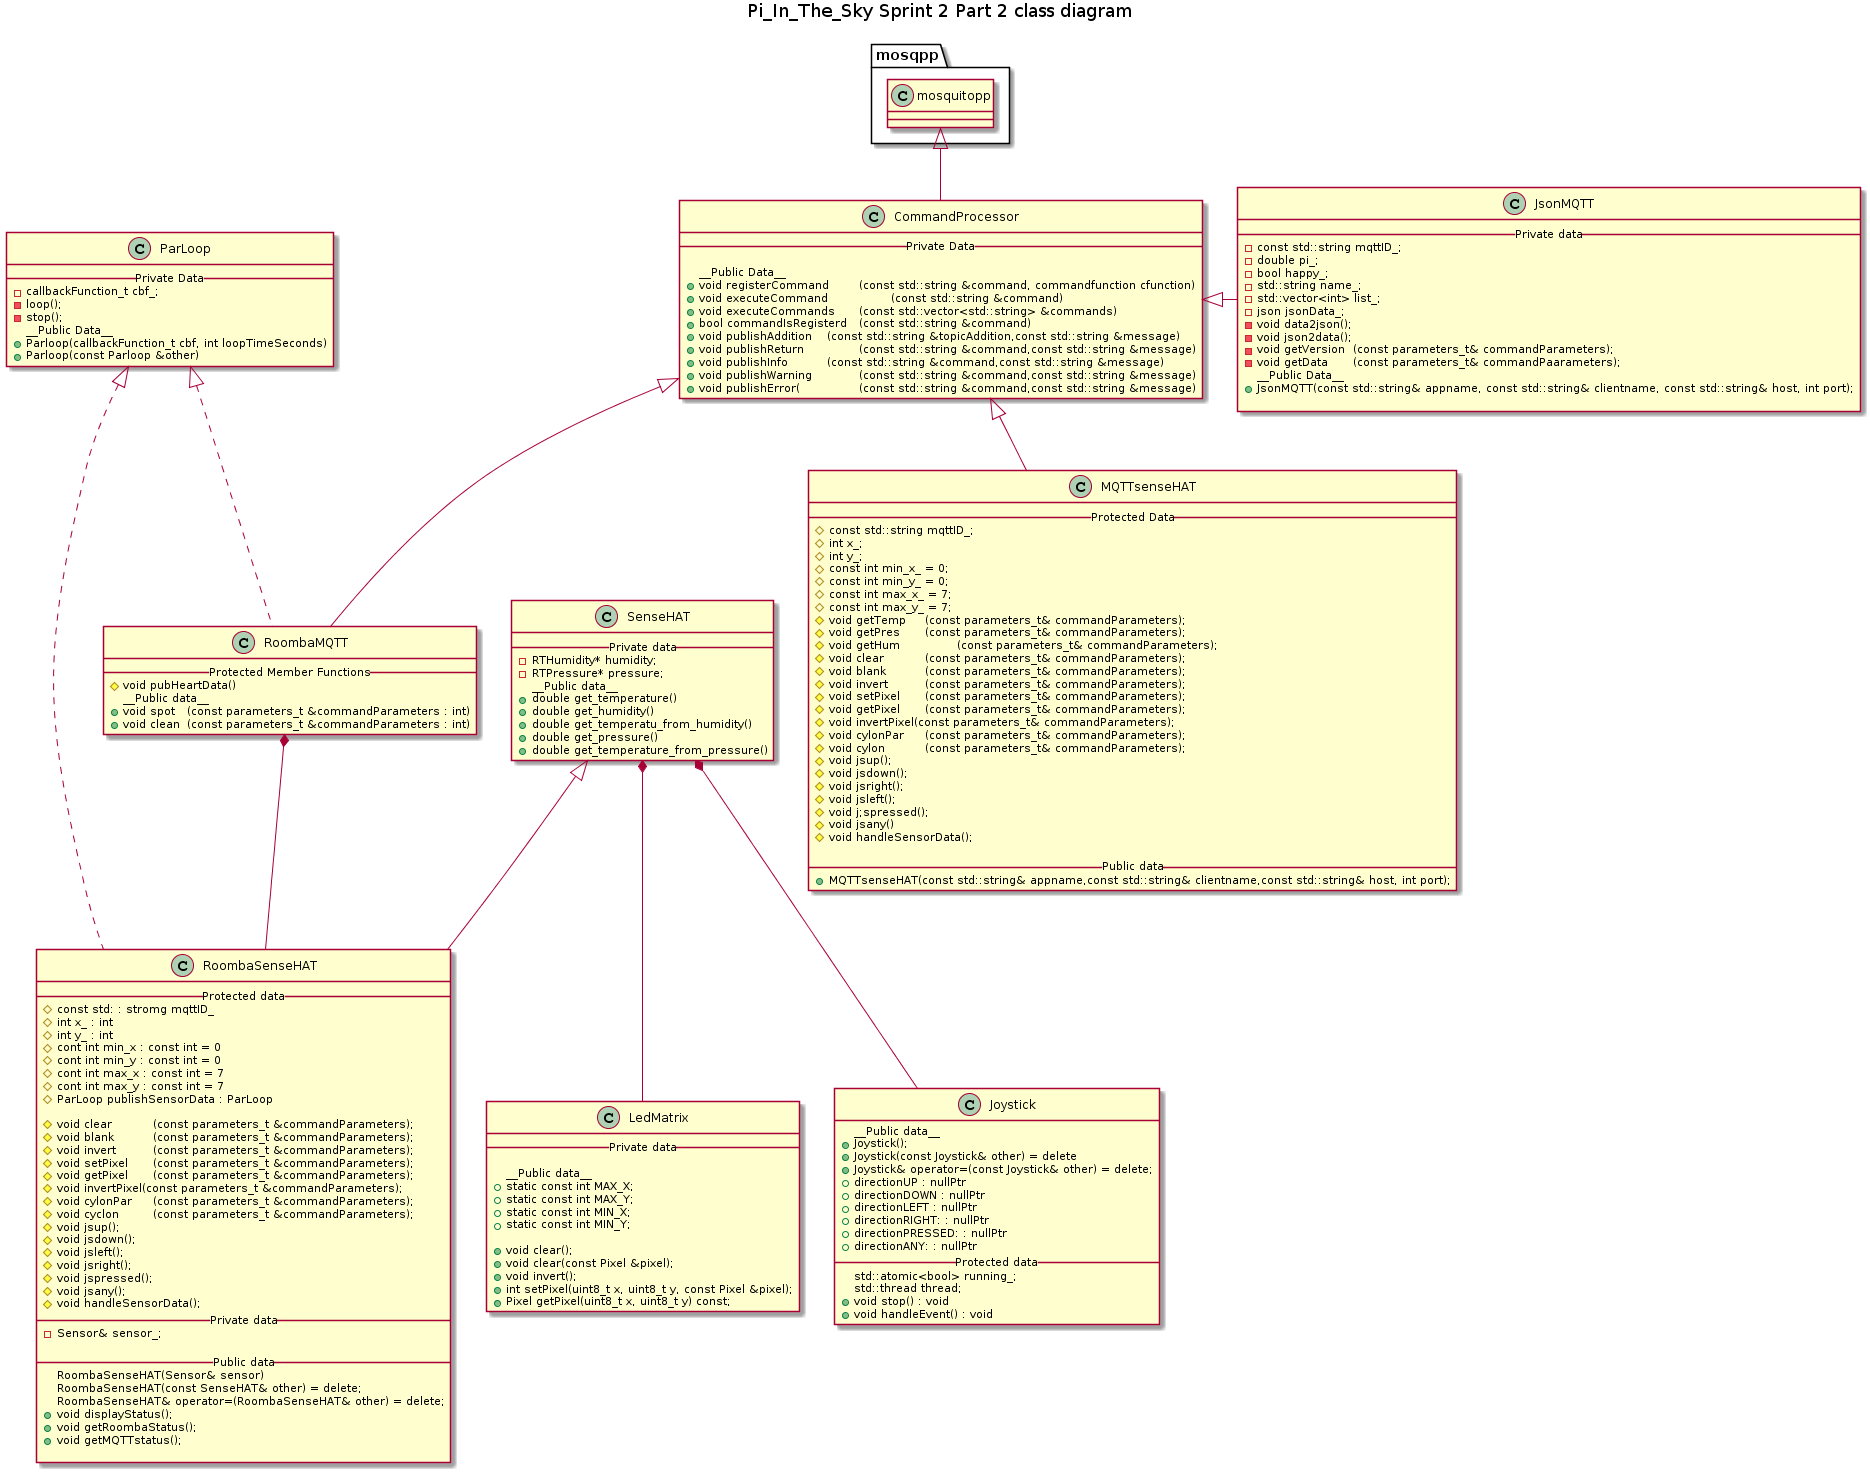 Pi_In_The_Sky Sprint 2 Part 2 class diagram
mosqpp
C mosquitopp
C CommandProcessor
Private Data
__Public Data__
void registerCommand (const std::string &command, commandfunction cfunction)
void executeCommand (const std::string &command)
void executeCommands (const std::vector<std::string> &commands)
bool commandIsRegisterd (const std::string &command)
void publishAddition (const std::string &topicAddition,const std::string &message)
void publishReturn (const std::string &command,const std::string &message)
void publishInfo (const std::string &command,const std::string &message)
void publishWarning (const std::string &command,const std::string &message)
void publishError( (const std::string &command,const std::string &message)
C JsonMQTT
Private data
const std::string mqttID_;
double pi_;
bool happy_;
std::string name_;
std::vector<int> list_;
json jsonData_;
void data2json();
void json2data();
void getVersion (const parameters_t& commandParameters);
void getData (const parameters_t& commandPaarameters);
__Public Data__
JsonMQTT(const std::string& appname, const std::string& clientname, const std::string& host, int port);
C ParLoop
Private Data
callbackFunction_t cbf_;
loop();
stop();
__Public Data__
Parloop(callbackFunction_t cbf, int loopTimeSeconds)
Parloop(const Parloop &other)
C MQTTsenseHAT
Protected Data
const std::string mqttID_;
int x_;
int y_;
const int min_x_ = 0;
const int min_y_ = 0;
const int max_x_ = 7;
const int max_y_ = 7;
void getTemp (const parameters_t& commandParameters);
void getPres (const parameters_t& commandParameters);
void getHum (const parameters_t& commandParameters);
void clear (const parameters_t& commandParameters);
void blank (const parameters_t& commandParameters);
void invert (const parameters_t& commandParameters);
void setPixel (const parameters_t& commandParameters);
void getPixel (const parameters_t& commandParameters);
void invertPixel(const parameters_t& commandParameters);
void cylonPar (const parameters_t& commandParameters);
void cylon (const parameters_t& commandParameters);
void jsup();
void jsdown();
void jsright();
void jsleft();
void j;spressed();
void jsany()
void handleSensorData();
Public data
MQTTsenseHAT(const std::string& appname,const std::string& clientname,const std::string& host, int port);
C RoombaMQTT
Protected Member Functions
void pubHeartData()
__Public data__
void spot (const parameters_t &commandParameters : int)
void clean (const parameters_t &commandParameters : int)
C SenseHAT
Private data
RTHumidity* humidity;
RTPressure* pressure;
__Public data__
double get_temperature()
double get_humidity()
double get_temperatu_from_humidity()
double get_pressure()
double get_temperature_from_pressure()
C RoombaSenseHAT
Protected data
const std: : stromg mqttID_
int x_ : int
int y_ : int
cont int min_x : const int = 0
cont int min_y : const int = 0
cont int max_x : const int = 7
cont int max_y : const int = 7
ParLoop publishSensorData : ParLoop
void clear (const parameters_t &commandParameters);
void blank (const parameters_t &commandParameters);
void invert (const parameters_t &commandParameters);
void setPixel (const parameters_t &commandParameters);
void getPixel (const parameters_t &commandParameters);
void invertPixel(const parameters_t &commandParameters);
void cylonPar (const parameters_t &commandParameters);
void cyclon (const parameters_t &commandParameters);
void jsup();
void jsdown();
void jsleft();
void jsright();
void jspressed();
void jsany();
void handleSensorData();
Private data
Sensor& sensor_;
Public data
RoombaSenseHAT(Sensor& sensor)
RoombaSenseHAT(const SenseHAT& other) = delete;
RoombaSenseHAT& operator=(RoombaSenseHAT& other) = delete;
void displayStatus();
void getRoombaStatus();
void getMQTTstatus();
C LedMatrix
Private data
__Public data__
static const int MAX_X;
static const int MAX_Y;
static const int MIN_X;
static const int MIN_Y;
void clear();
void clear(const Pixel &pixel);
void invert();
int setPixel(uint8_t x, uint8_t y, const Pixel &pixel);
Pixel getPixel(uint8_t x, uint8_t y) const;
C Joystick
__Public data__
Joystick();
Joystick(const Joystick& other) = delete
Joystick& operator=(const Joystick& other) = delete;
directionUP : nullPtr
directionDOWN : nullPtr
directionLEFT : nullPtr
directionRIGHT: : nullPtr
directionPRESSED: : nullPtr
directionANY: : nullPtr
Protected data
std::atomic<bool> running_;
std::thread thread;
void stop() : void
void handleEvent() : void